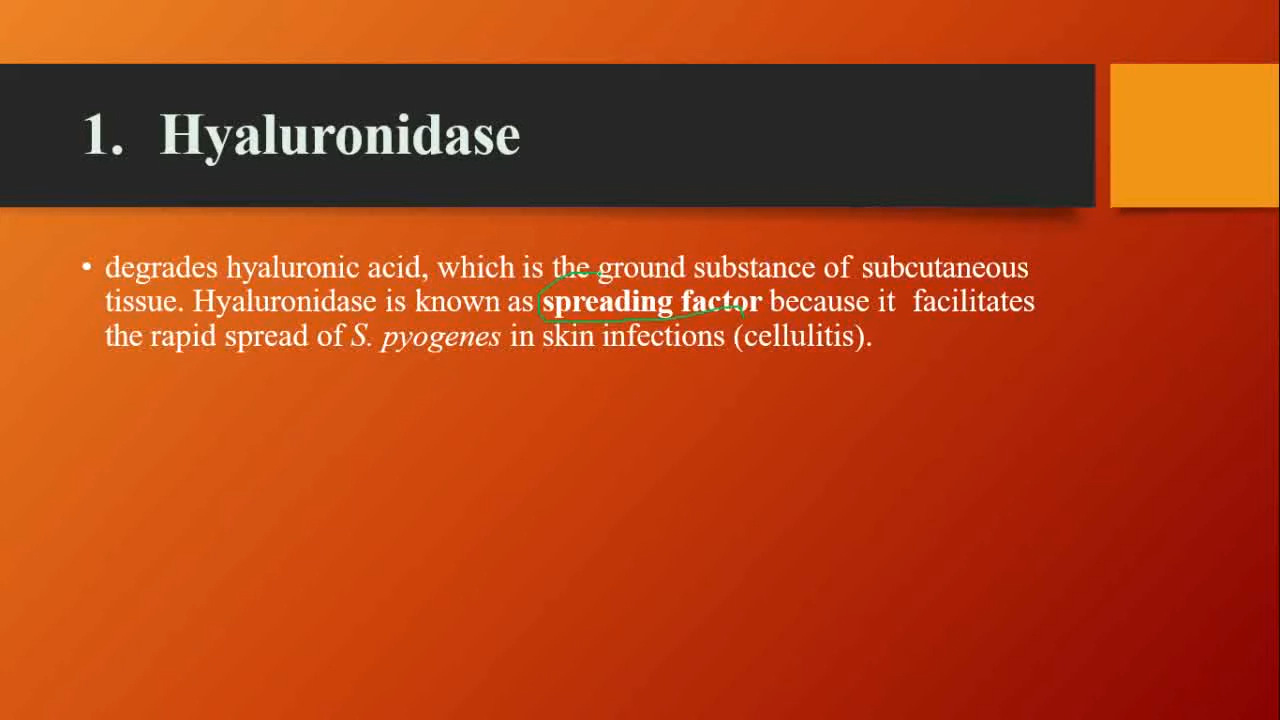 1. Hyaluronidase
• degrades hyaluronic acid, which is the ground substance of subcutaneous
tissue. Hyaluronidase is known as spreading factor because it facilitates
the rapid spread of S. pyogenes in skin infections (cellulitis).